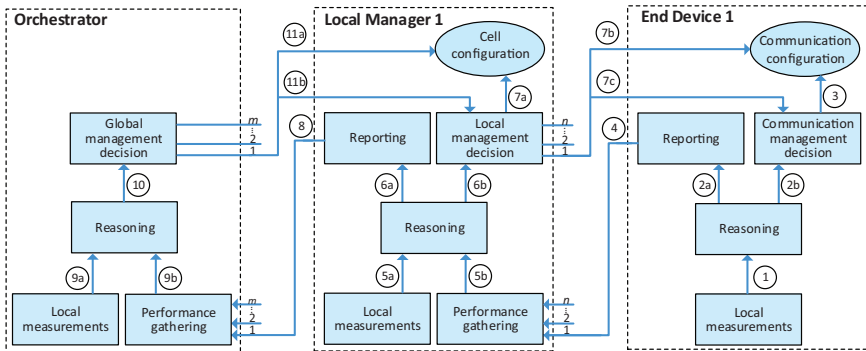 Orchestrator
Local Manager 1
End Device 1
11a
Cell
configuration
7b
Communication
configuration
11b
7a
7c
3
Global
management
decision
m
2
1
8
Reporting
Local
management
decision
n
2
1
4
Reporting
Communication
management
decision
10
6a
6b
2a
2b
Reasoning
Reasoning
Reasoning
9a
9b
5a
5b
1
Local
measurements
Performance
gathering
m
2
1
Local
measurements
Performance
gathering
n
2
1
Local
measurements